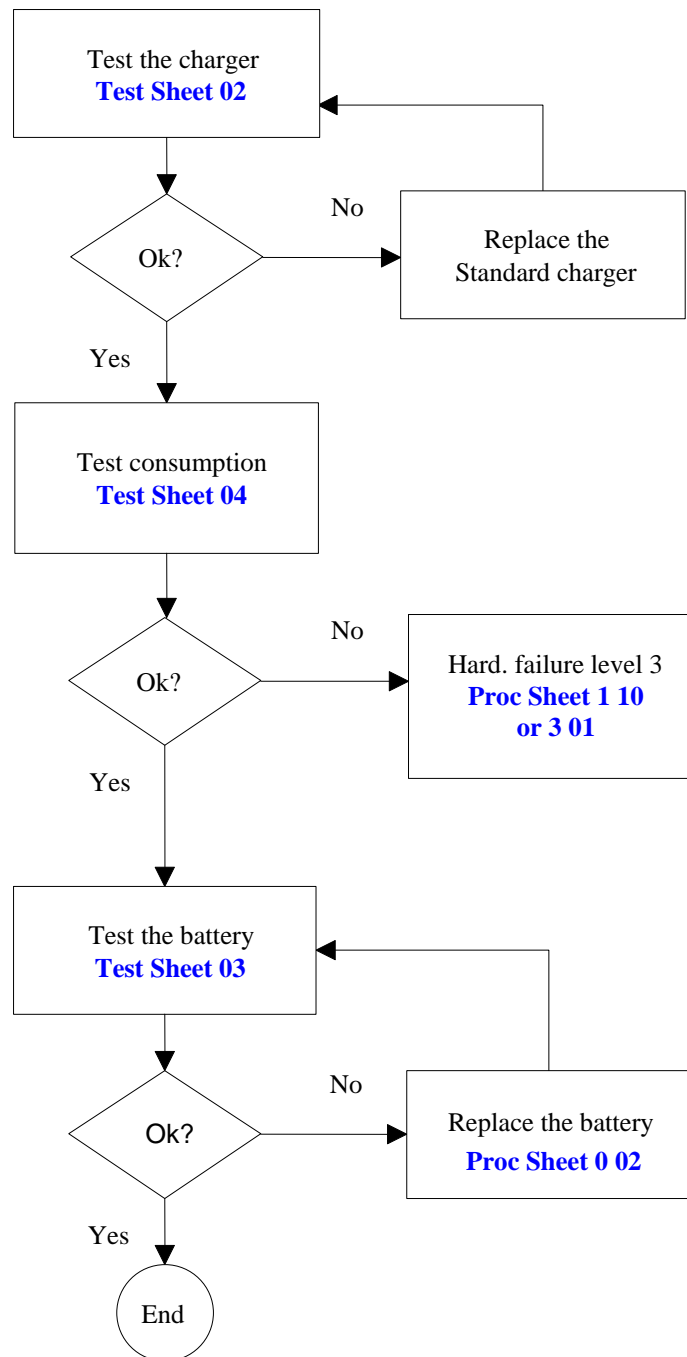 Test the charger
Test Sheet 02
Ok?
No
Replace the
Standard charger
Yes
Test consumption
Test Sheet 04
Ok?
No
Hard. failure level 3
Proc Sheet 1 10
or 3 01
Yes
Test the battery
Test Sheet 03
Ok?
No
Replace the battery
Proc Sheet 0 02
Yes
End